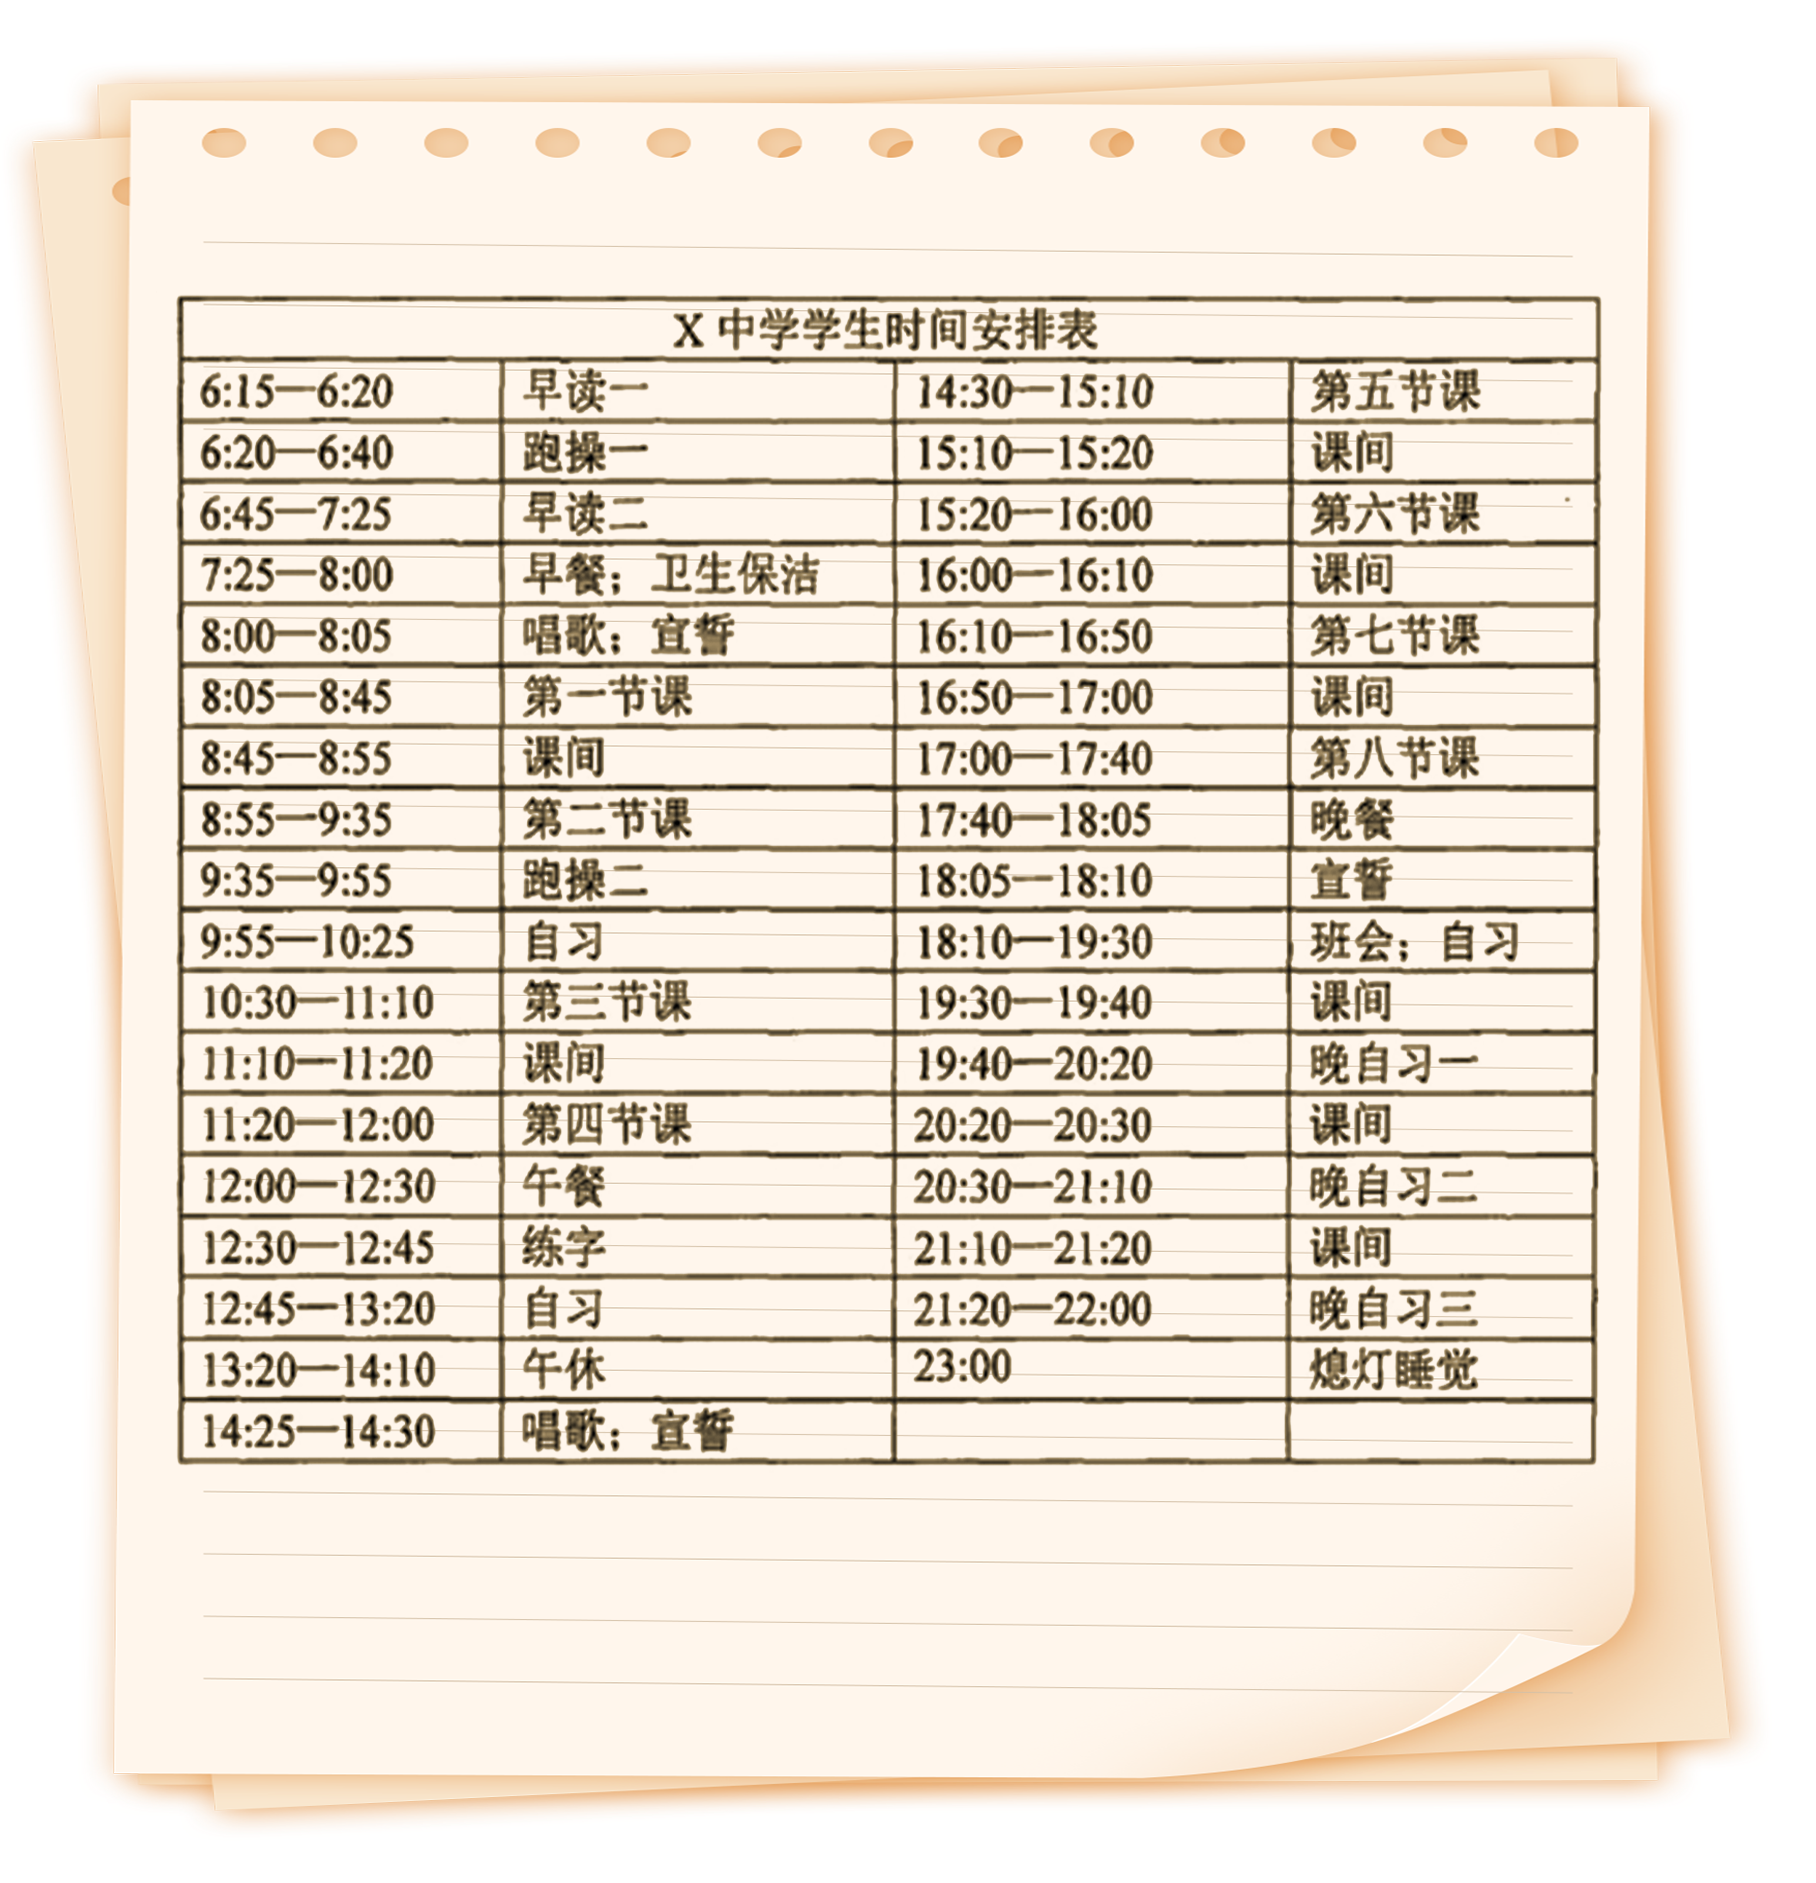 X 中学学生时间安排表
6:15—6:20 早读一 14:30—15:10 第五节课
6:20—6:40 跑操一 15:10—15:20 课间
6:45—7:25 早读二 15:20—16:00 第六节课
7:25—8:00 早餐；卫生保洁 16:00—16:10 课间
8:00—8:05 唱歌；宣誓 16:10—16:50 第七节课
8:05—8:45 第一节课 16:50—17:00 课间
8:45—8:55 课间 17:00—17:40 第八节课
8:55—9:35 第二节课 17:40—18:05 晚餐
9:35—9:55 跑操二 18:05—18:10 宣誓
9:55—10:25 自习 18:10—19:30 班会；自习
10:30—11:10 第三节课 19:30—19:40 课间
11:10—11:20 课间 19:40—20:20 晚自习一
11:20—12:00 第四节课 20:20—20:30 课间
12:00—12:30 午餐 20:30—21:10 晚自习二
12:30—12:45 练字 21:10—21:20 课间
12:45—13:20 自习 21:20—22:00 晚自习三
13:20—14:10 午休 23:00 熄灯睡觉
14:25—14:30 唱歌；宣誓